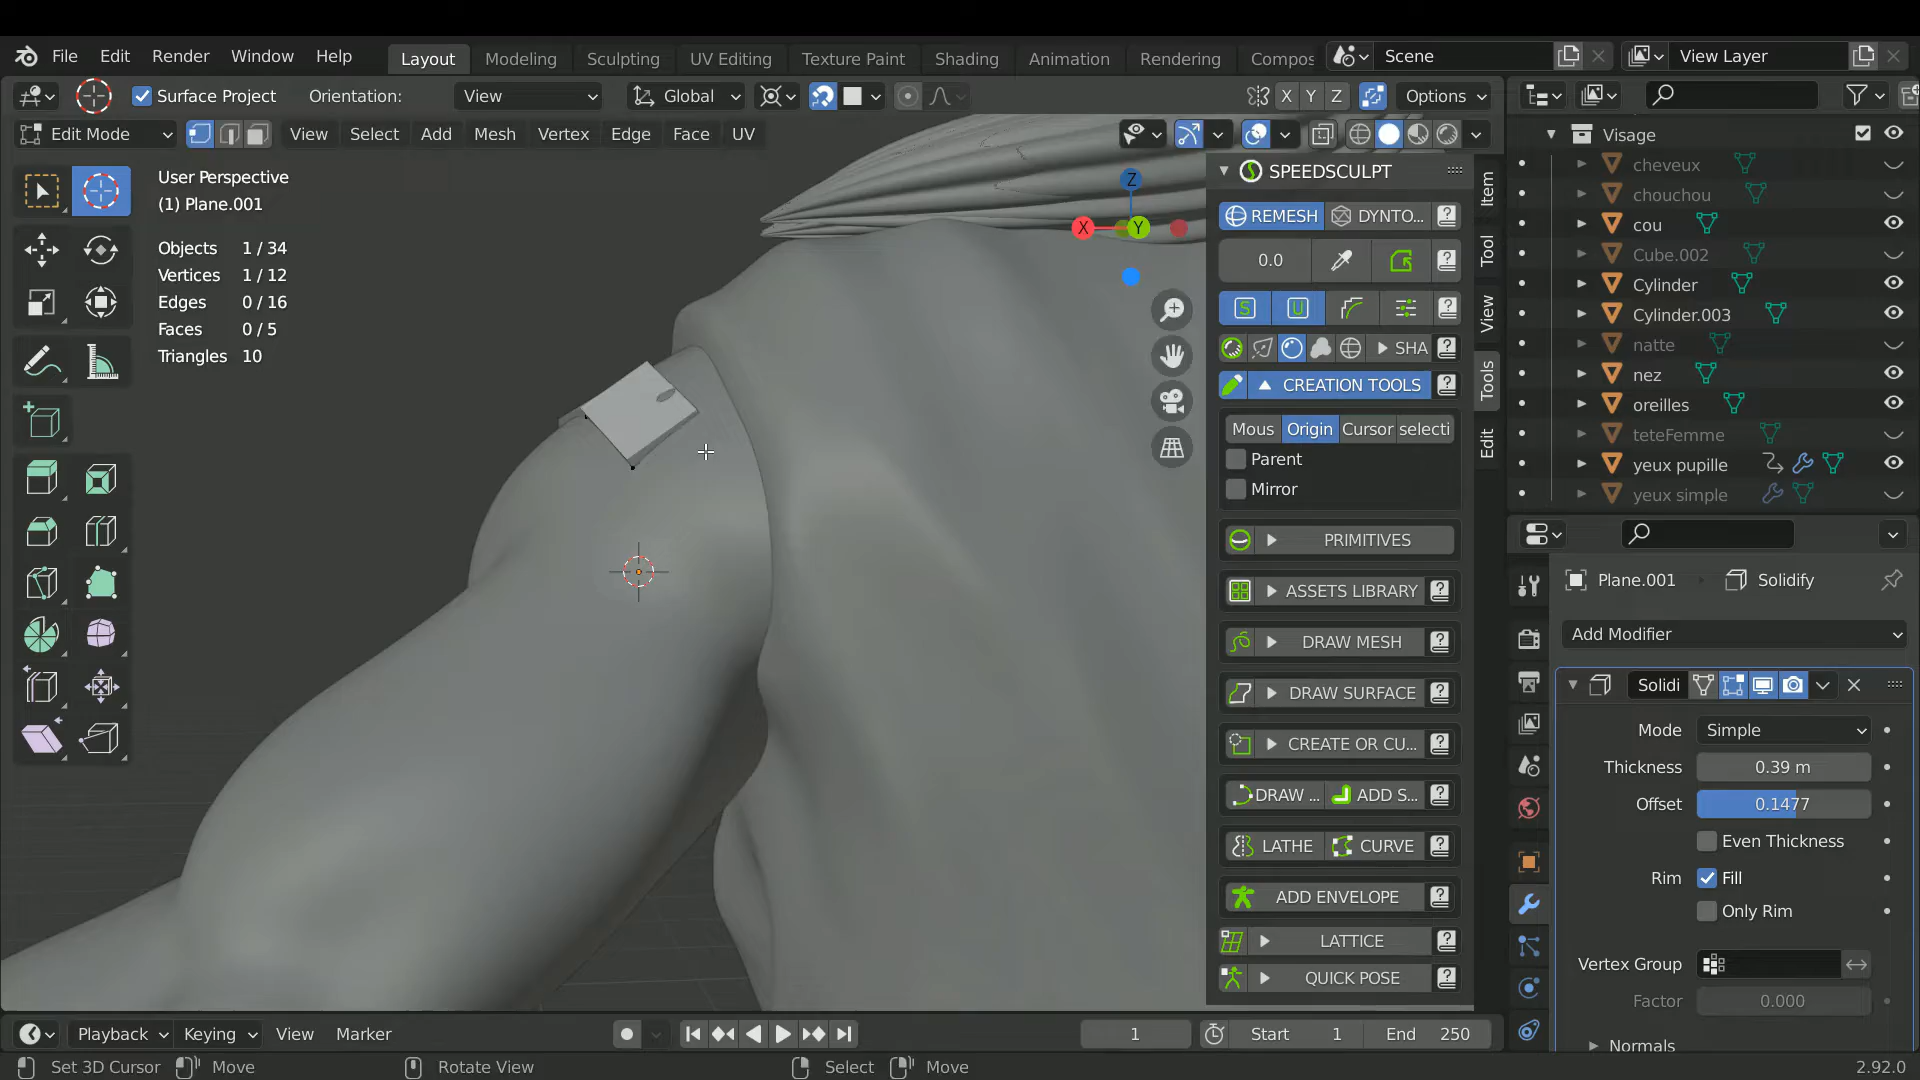 File Edit Render Window Help Layout Modeling Sculpting UV Editing Texture Paint Shading Animation Rendering Compos Scene View Layer
Surface Project Orientation: View Global X Y Z Options
Edit Mode View Select Add Mesh Vertex Edge Face UV
User Perspective
(1) Plane.001
Objects 1 / 34
Vertices 1 / 12
Edges 0 / 16
Faces 0 / 5
Triangles 10
Z
X
Y
SPEEDSCULPT
REMESH DYNTO...
0.0
S U
SHA
CREATION TOOLS
Mous Origin Cursor selecti
Parent
Mirror
PRIMITIVES
ASSETS LIBRARY
DRAW MESH
DRAW SURFACE
CREATE OR CU...
DRAW ... ADD S...
LATHE CURVE
ADD ENVELOPE
LATTICE
QUICK POSE
Item
Tool
View
Tools
Edit
Visage
cheveux
chouchou
cou
Cube.002
Cylinder
Cylinder.003
natte
nez
oreilles
teteFemme
yeux pupille
yeux simple
Plane.001 Solidify
Add Modifier
Solidi
Mode Simple
Thickness 0.39 m
Offset 0.1477
Even Thickness
Rim Fill
Only Rim
Vertex Group
Factor 0.000
Normals
Playback Keying View Marker 1 Start 1 End 250
Set 3D Cursor Move Rotate View Select Move 2.92.0